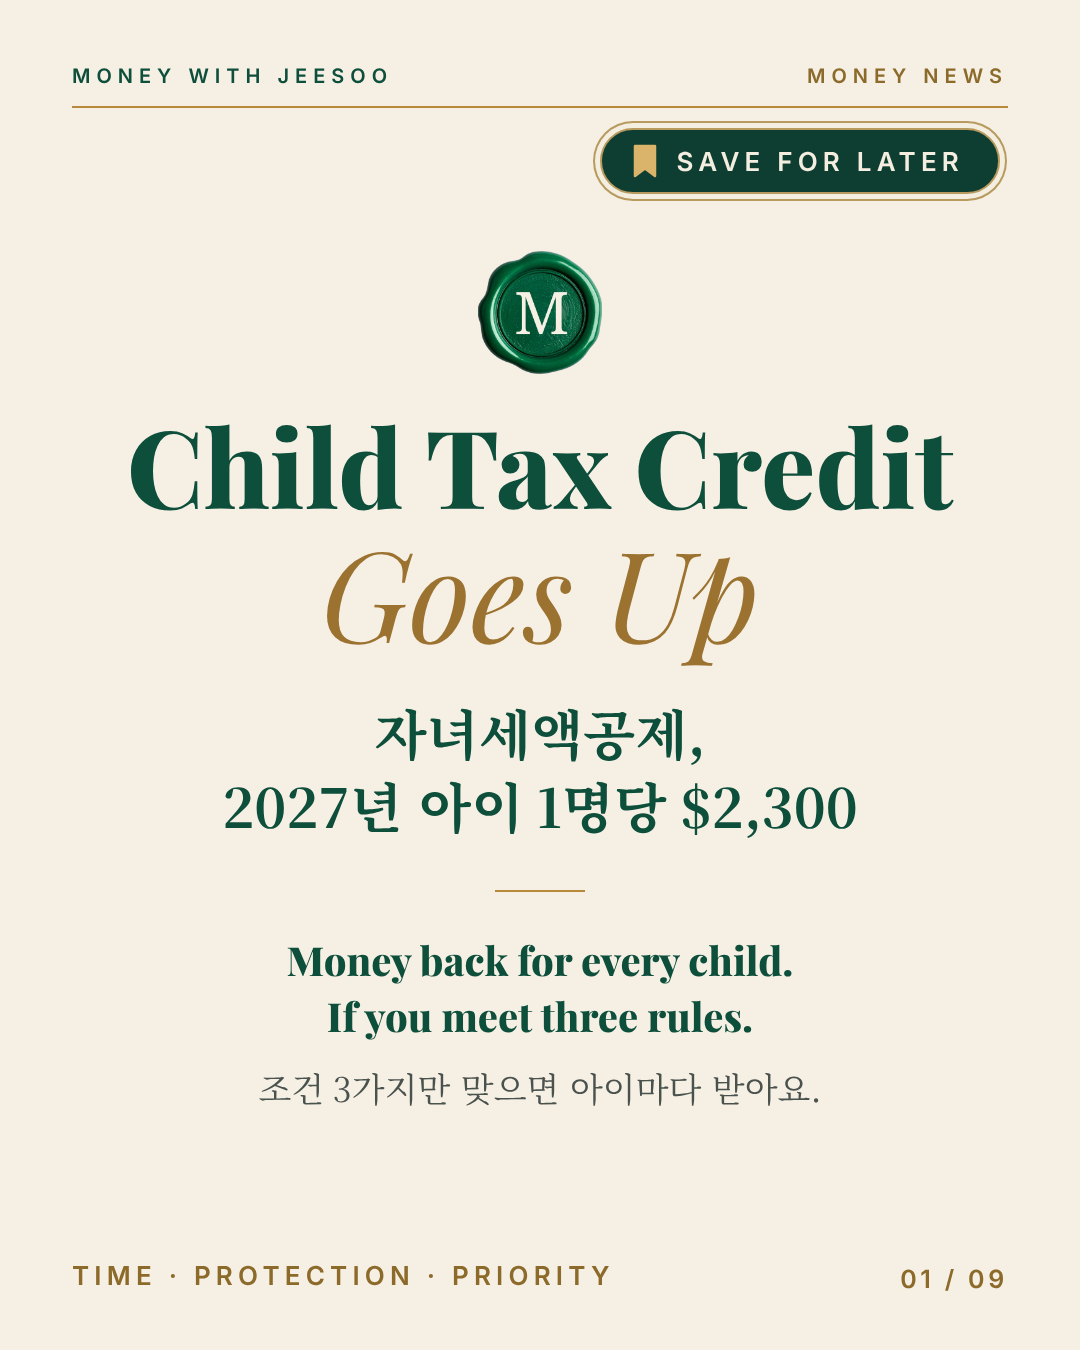 MONEY WITH JEESOO
MONEY NEWS
SAVE FOR LATER
M
Child Tax Credit
Goes Up
자녀세액공제,
2027년 아이 1명당 $2,300
Money back for every child.
If you meet three rules.
조건 3가지만 맞으면 아이마다 받아요.
TIME · PROTECTION · PRIORITY
01 / 09